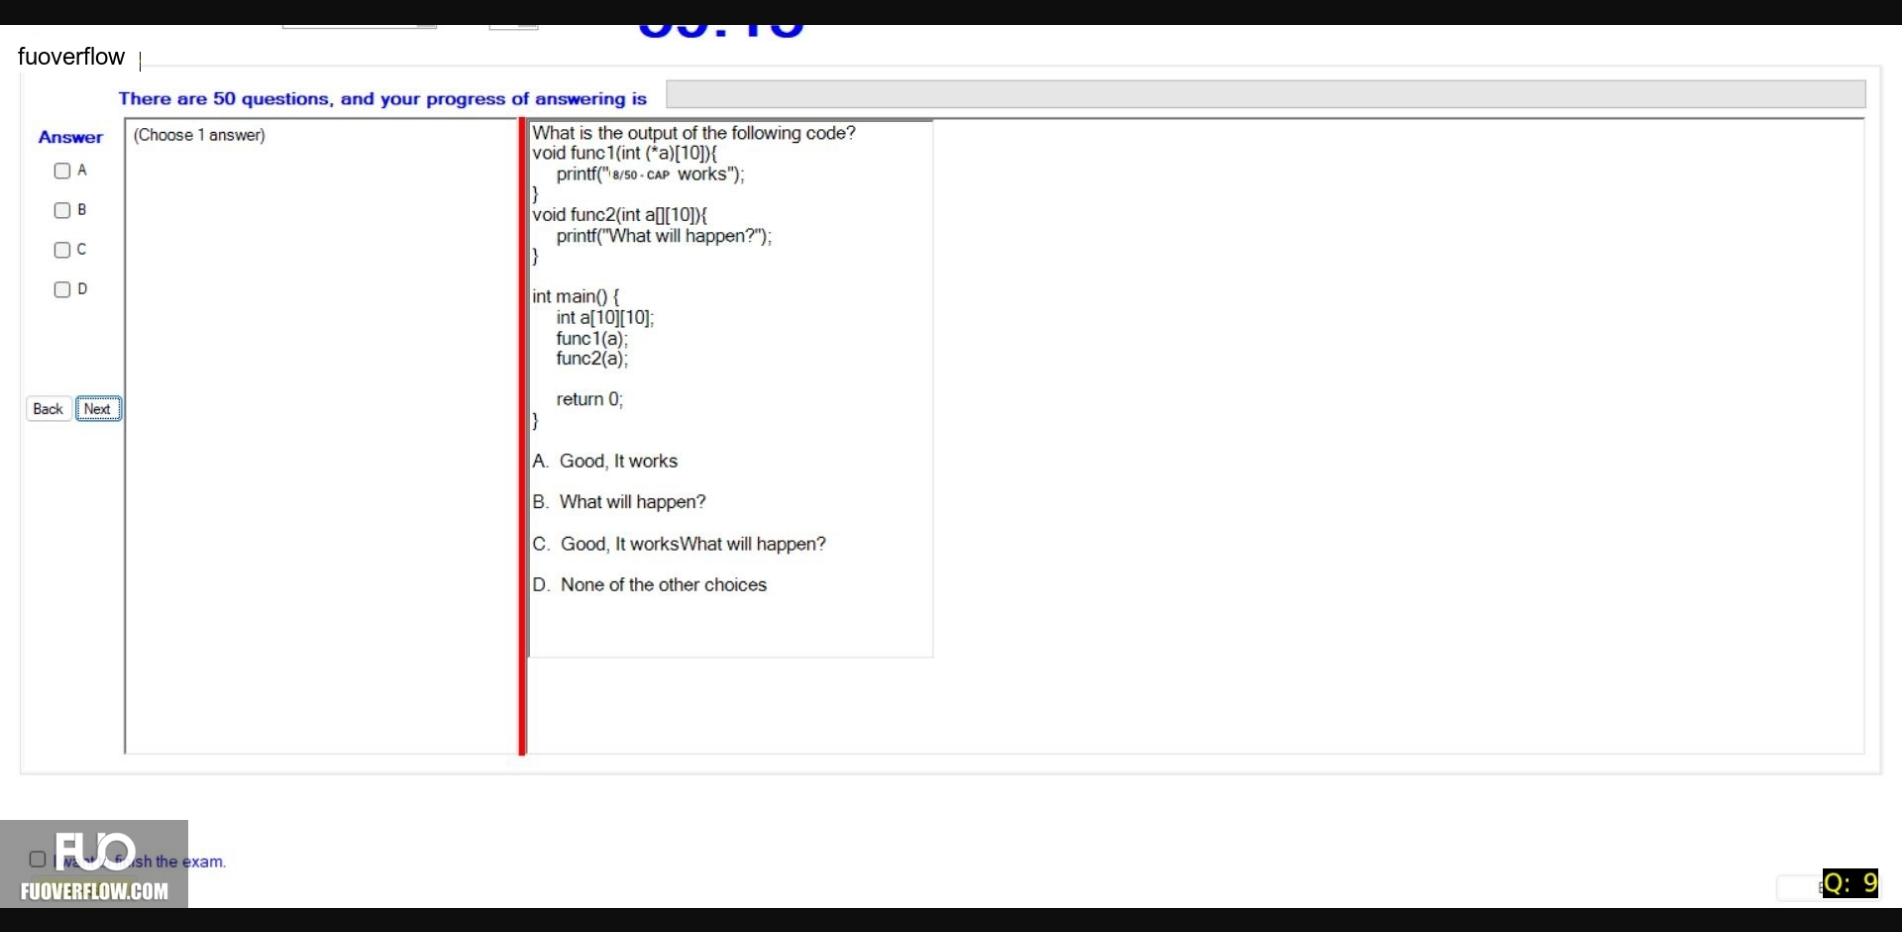 fuoverflow
There are 50 questions, and your progress of answering is
Answer
(Choose 1 answer)
A
B
C
D
Back
Next
What is the output of the following code?
void func1(int (*a)[10]){
printf("8/50 - CAP works");
}
void func2(int a[][10]){
printf("What will happen?");
}
int main() {
int a[10][10];
func1(a);
func2(a);
return 0;
}
A. Good, It works
B. What will happen?
C. Good, It worksWhat will happen?
D. None of the other choices
FUO
sh the exam.
FUOVERFLOW.COM
Q: 9